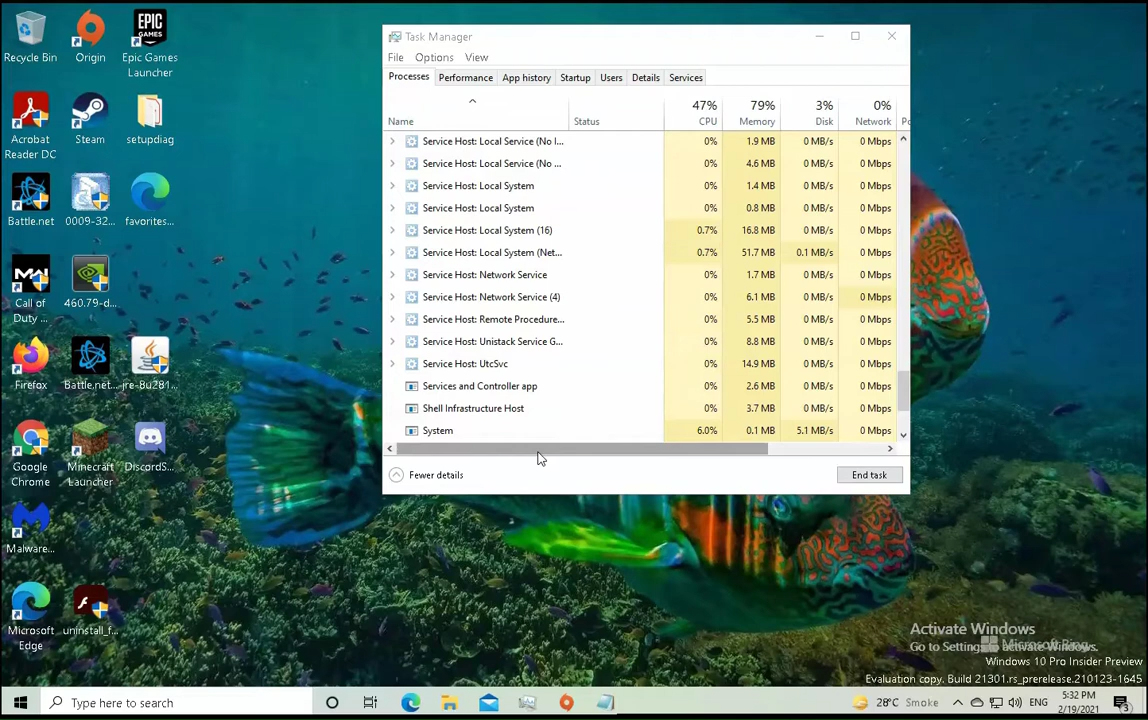 Recycle Bin
Origin
EPIC
GAMES
Epic Games
Launcher
Acrobat
Reader DC
Steam
setupdiag
Battle.net
0009-32...
favorites...
Call of
Duty ...
460.79-d...
Firefox
Battle.net...
jre-8u281...
Google
Chrome
Minecraft
Launcher
DiscordS...
Malware...
Microsoft
Edge
uninstall_f...
Task Manager
File Options View
Processes Performance App history Startup Users Details Services
47% 79% 3% 0%
Name Status CPU Memory Disk Network Po
Service Host: Local Service (No I... 0% 1.9 MB 0 MB/s 0 Mbps
Service Host: Local Service (No ... 0% 4.6 MB 0 MB/s 0 Mbps
Service Host: Local System 0% 1.4 MB 0 MB/s 0 Mbps
Service Host: Local System 0% 0.8 MB 0 MB/s 0 Mbps
Service Host: Local System (16) 0.7% 16.8 MB 0 MB/s 0 Mbps
Service Host: Local System (Net... 0.7% 51.7 MB 0.1 MB/s 0 Mbps
Service Host: Network Service 0% 1.7 MB 0 MB/s 0 Mbps
Service Host: Network Service (4) 0% 6.1 MB 0 MB/s 0 Mbps
Service Host: Remote Procedure... 0% 5.5 MB 0 MB/s 0 Mbps
Service Host: Unistack Service G... 0% 8.8 MB 0 MB/s 0 Mbps
Service Host: UtcSvc 0% 14.9 MB 0 MB/s 0 Mbps
Services and Controller app 0% 2.6 MB 0 MB/s 0 Mbps
Shell Infrastructure Host 0% 3.7 MB 0 MB/s 0 Mbps
System 6.0% 0.1 MB 5.1 MB/s 0 Mbps
Fewer details End task
Activate Windows
Go to Settings to activate Windows.
Microsoft Bing
Windows 10 Pro Insider Preview
Evaluation copy. Build 21301.rs_prerelease.210123-1645
Type here to search
28°C Smoke
ENG
5:32 PM
2/19/2021